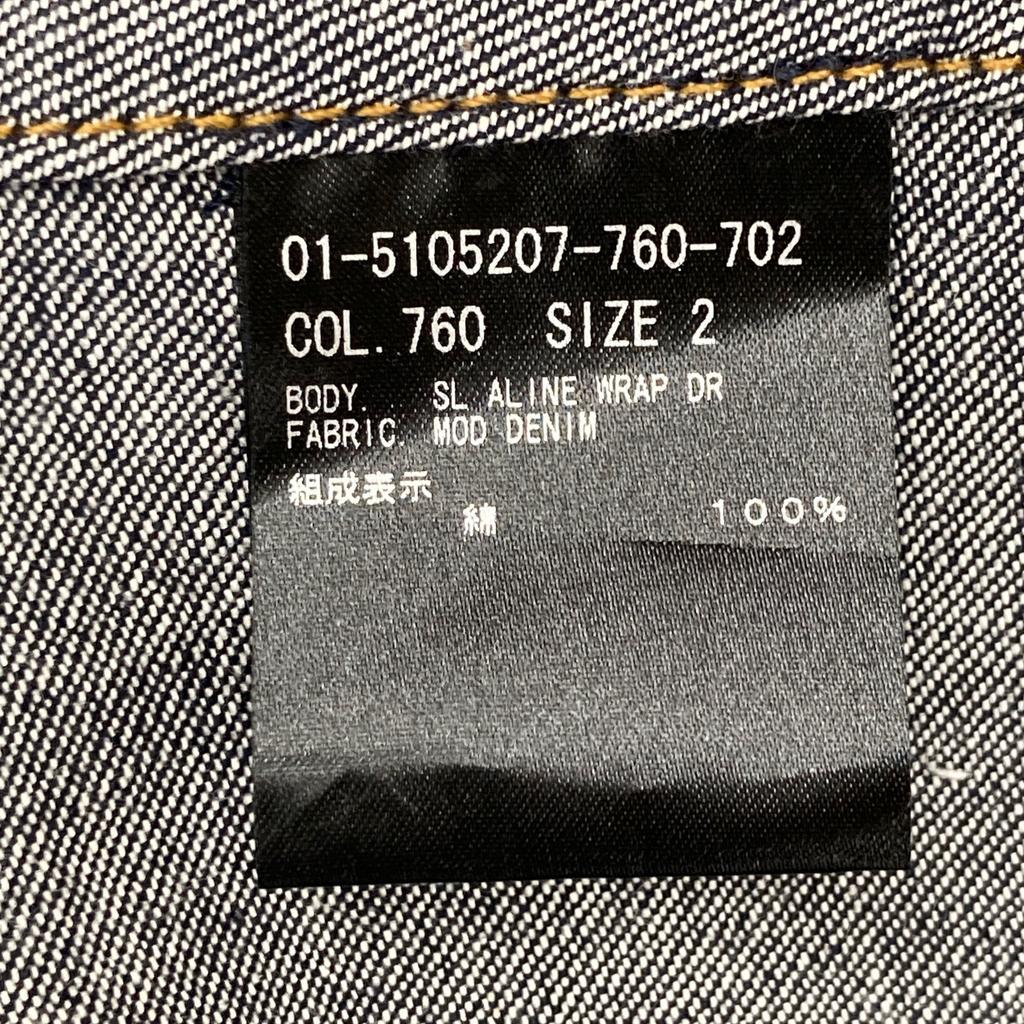 01-5105207-760-702
COL. 760 SIZE 2
BODY. SL ALINE WRAP DR
FABRIC. MOD DENIM
組成表示
綿 100%